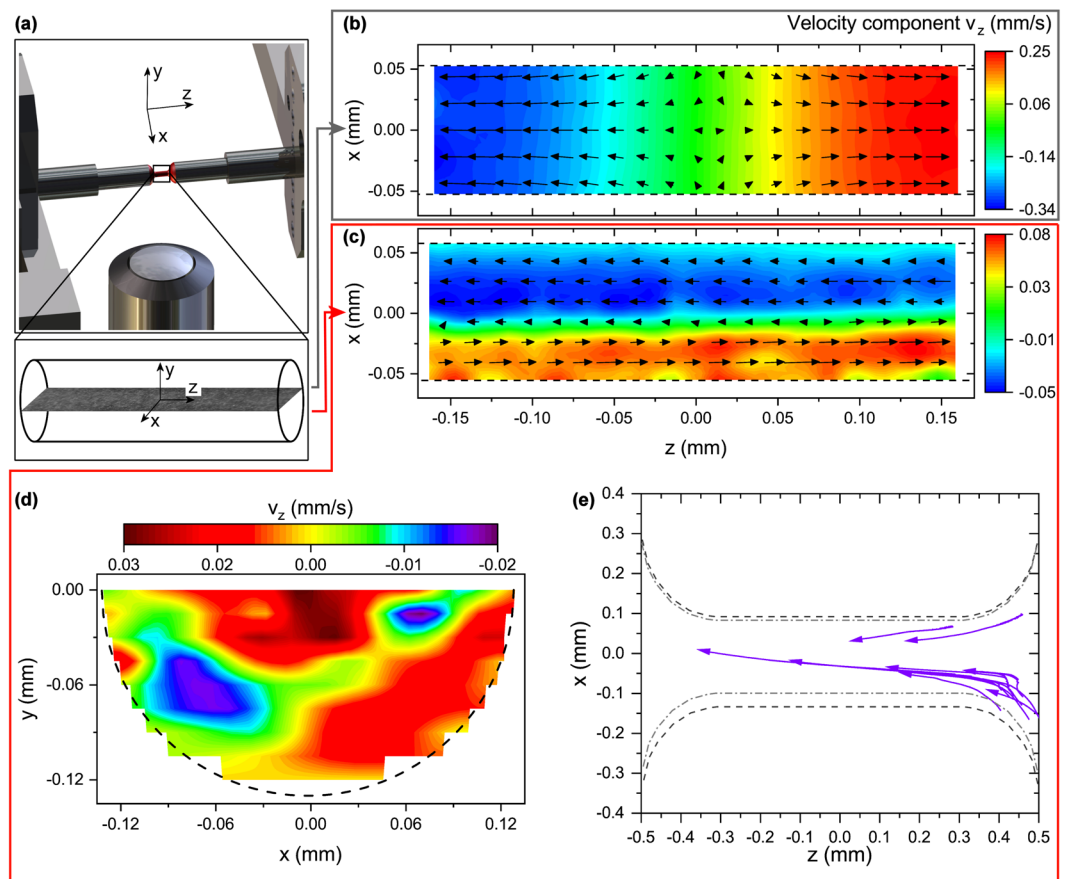 (a)
y
z
x
y
z
x
(b)
Velocity component v_z (mm/s)
0.05
0.00
-0.05
x (mm)
0.25
0.06
-0.14
-0.34
(c)
0.05
0.00
-0.05
x (mm)
0.08
0.03
-0.01
-0.05
-0.15 -0.10 -0.05 0.00 0.05 0.10 0.15
z (mm)
(d)
v_z (mm/s)
0.03 0.02 0.00 -0.01 -0.02
0.00
-0.06
-0.12
y (mm)
-0.12 -0.06 0.00 0.06 0.12
x (mm)
(e)
0.4
0.3
0.2
0.1
0.0
-0.1
-0.2
-0.3
-0.4
x (mm)
-0.5 -0.4 -0.3 -0.2 -0.1 0.0 0.1 0.2 0.3 0.4 0.5
z (mm)